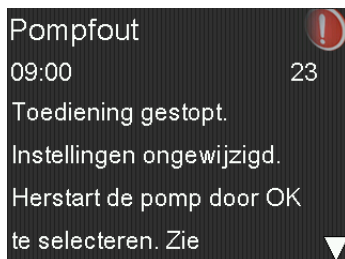 Pompfout
09:00 23
Toediening gestopt.
Instellingen ongewijzigd.
Herstart de pomp door OK
te selecteren. Zie